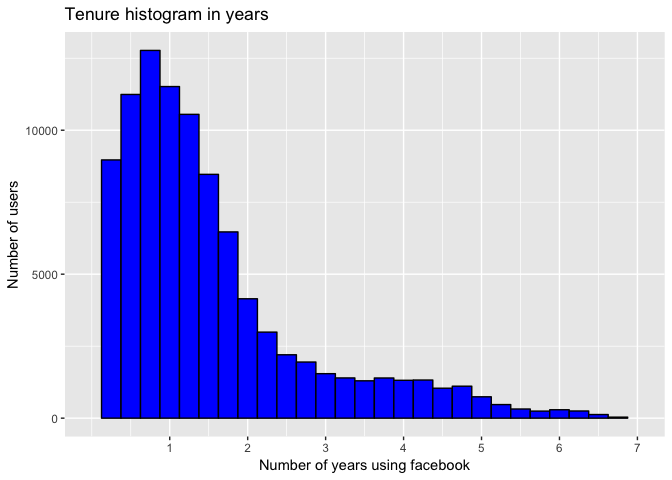 Tenure histogram in years
Number of users
10000
5000
0
1 2 3 4 5 6 7
Number of years using facebook